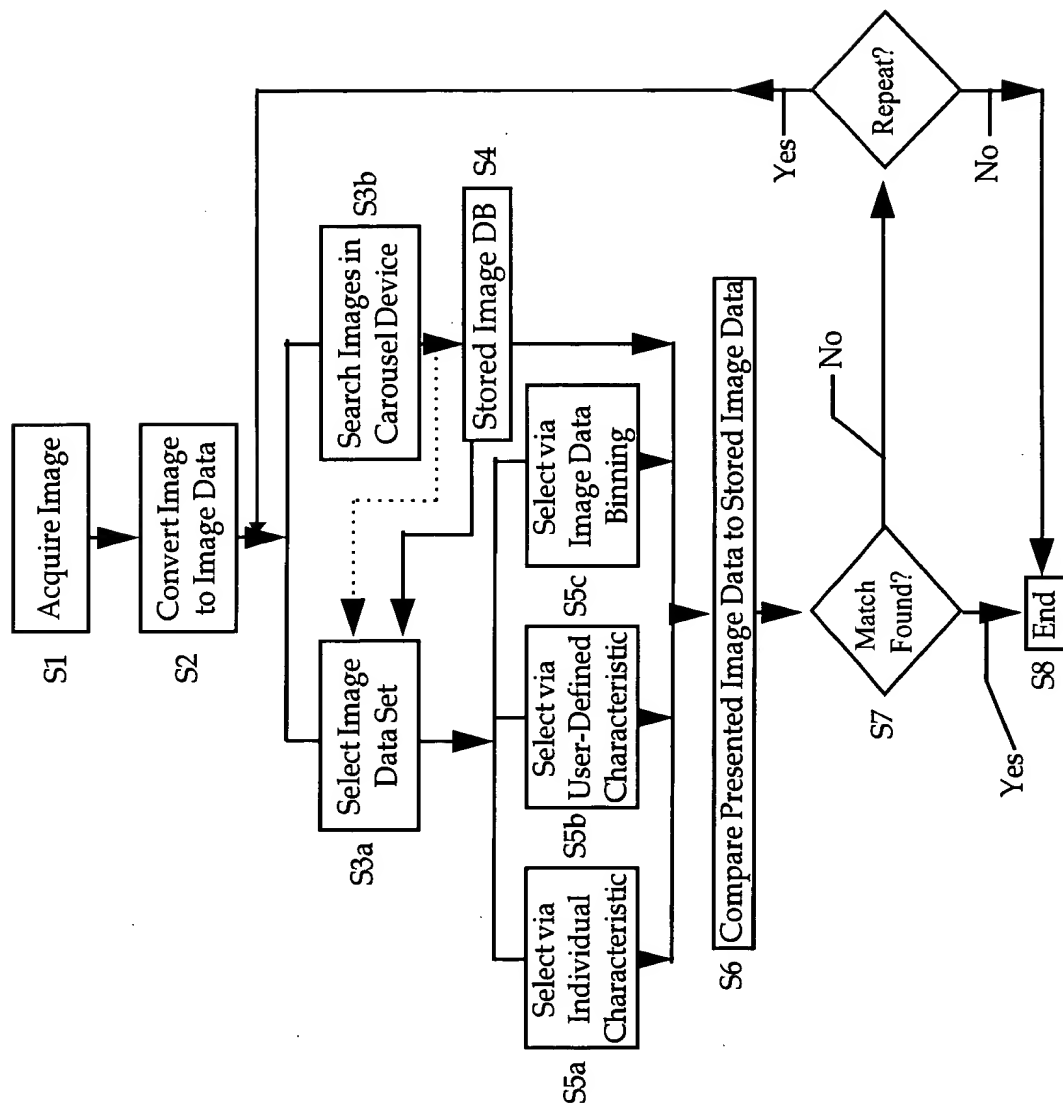 S1
Acquire Image
S2
Convert Image
to Image Data
S3a
Select Image
Data Set
Search Images in
Carousel Device
S3b
Stored Image DB
S4
S5a
Select via
Individual
Characteristic
S5b
Select via
User-Defined
Characteristic
S5c
Select via
Image Data
Binning
S6
Compare Presented Image Data to Stored Image Data
S7
Match
Found?
No
Yes
Repeat?
Yes
No
S8
End